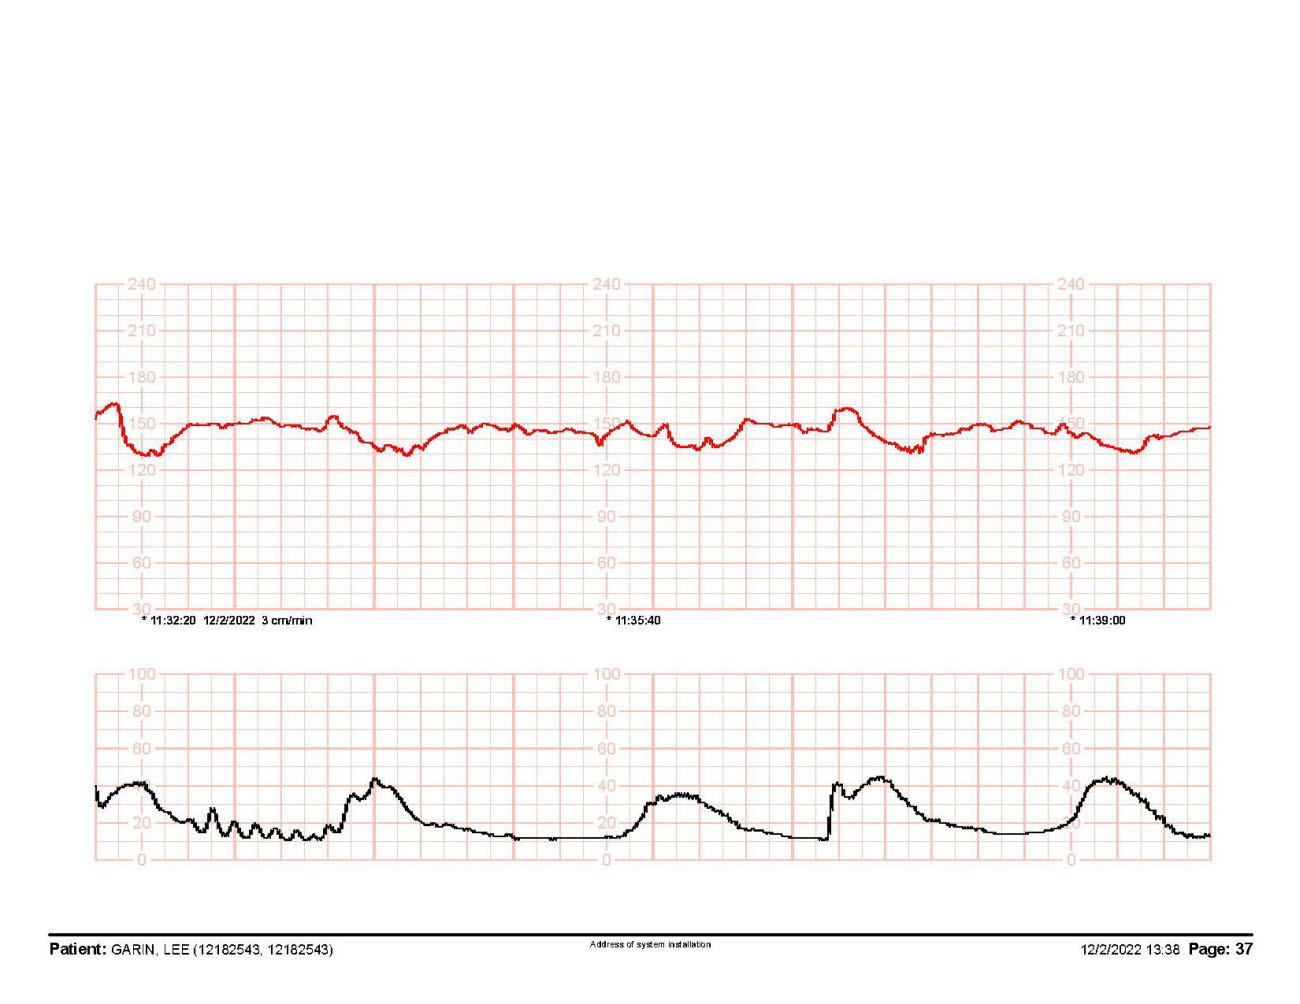 240 240 240
210 210 210
180 180 180
150 150 150
120 120 120
90 90 90
60 60 60
30 30 30
* 11:32:20 12/2/2022 3 cm/min * 11:35:40 * 11:39:00
100 100 100
80 80 80
60 60 60
40 40 40
20 20 20
0 0 0
Patient: GARIN, LEE (12182543, 12182543) Address of system installation 12/2/2022 13:38 Page: 37